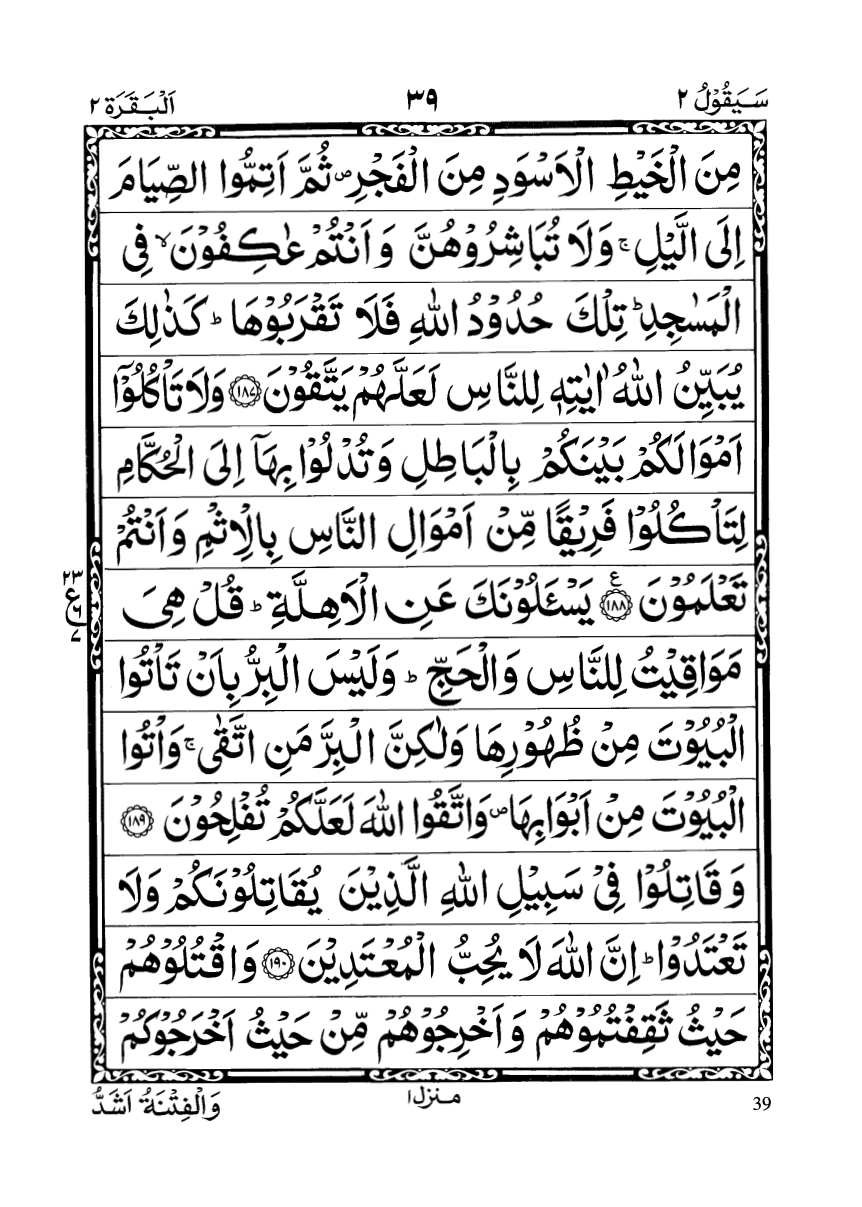 سَيَقُوْلُ ٢
٣٩
اَلْبَقَرَة ٢
مِنَ الْخَيْطِ الْاَسْوَدِ مِنَ الْفَجْرِ ۪ ثُمَّ اَتِمُّوا الصِّيَامَ
اِلَى الَّيْلِ ۚ وَلَا تُبَاشِرُوْهُنَّ وَاَنْتُمْ عٰكِفُوْنَ ۙ فِى
الْمَسٰجِدِ ؕ تِلْكَ حُدُوْدُ اللّٰهِ فَلَا تَقْرَبُوْهَا ؕ كَذٰلِكَ
يُبَيِّنُ اللّٰهُ اٰيٰتِهٖ لِلنَّاسِ لَعَلَّهُمْ يَتَّقُوْنَ ﴿١٨٧﴾ وَلَا تَاْكُلُوْٓا
اَمْوَالَكُمْ بَيْنَكُمْ بِالْبَاطِلِ وَتُدْلُوْا بِهَآ اِلَى الْحُكَّامِ
لِتَاْكُلُوْا فَرِيْقًا مِّنْ اَمْوَالِ النَّاسِ بِالْاِثْمِ وَاَنْتُمْ
تَعْلَمُوْنَ ﴿١٨٨﴾ ع يَسْـَٔلُوْنَكَ عَنِ الْاَهِلَّةِ ؕ قُلْ هِىَ
٢٣
ع
٦
٧
مَوَاقِيْتُ لِلنَّاسِ وَالْحَجِّ ؕ وَلَيْسَ الْبِرُّ بِاَنْ تَاْتُوا
الْبُيُوْتَ مِنْ ظُهُوْرِهَا وَلٰكِنَّ الْبِرَّ مَنِ اتَّقٰى ۚ وَاْتُوا
الْبُيُوْتَ مِنْ اَبْوَابِهَا ۪ وَاتَّقُوا اللّٰهَ لَعَلَّكُمْ تُفْلِحُوْنَ ﴿١٨٩﴾
وَقَاتِلُوْا فِىْ سَبِيْلِ اللّٰهِ الَّذِيْنَ يُقَاتِلُوْنَكُمْ وَلَا
تَعْتَدُوْا ؕ اِنَّ اللّٰهَ لَا يُحِبُّ الْمُعْتَدِيْنَ ﴿١٩٠﴾ وَاقْتُلُوْهُمْ
حَيْثُ ثَقِفْتُمُوْهُمْ وَاَخْرِجُوْهُمْ مِّنْ حَيْثُ اَخْرَجُوْكُمْ
39
منزل ١
وَالْفِتْنَةُ اَشَدُّ